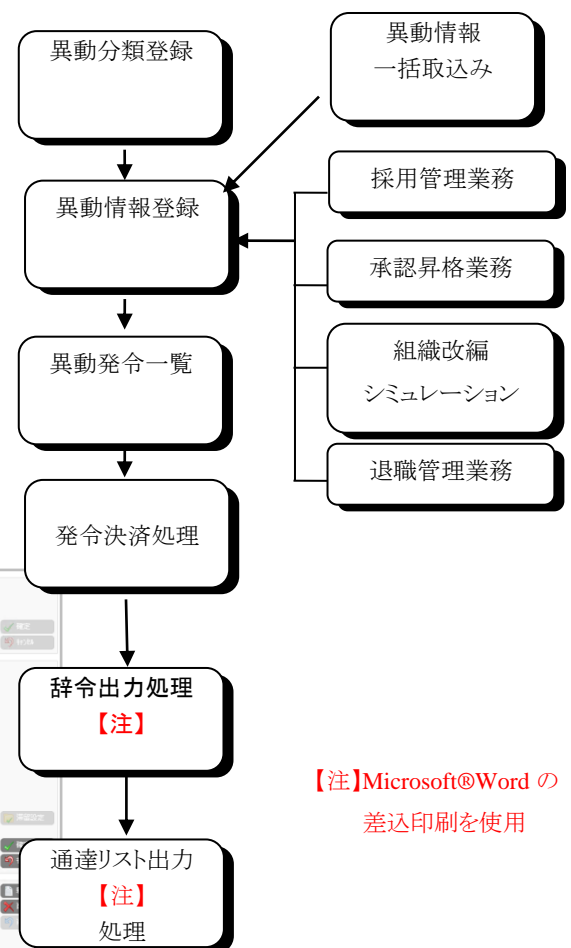 異動分類登録
異動情報
一括取込み
異動情報登録
採用管理業務
承認昇格業務
異動発令一覧
組織改編
シミュレーション
退職管理業務
発令決済処理
辞令出力処理
【注】
【注】Microsoft®Word の
差込印刷を使用
通達リスト出力
【注】
処理